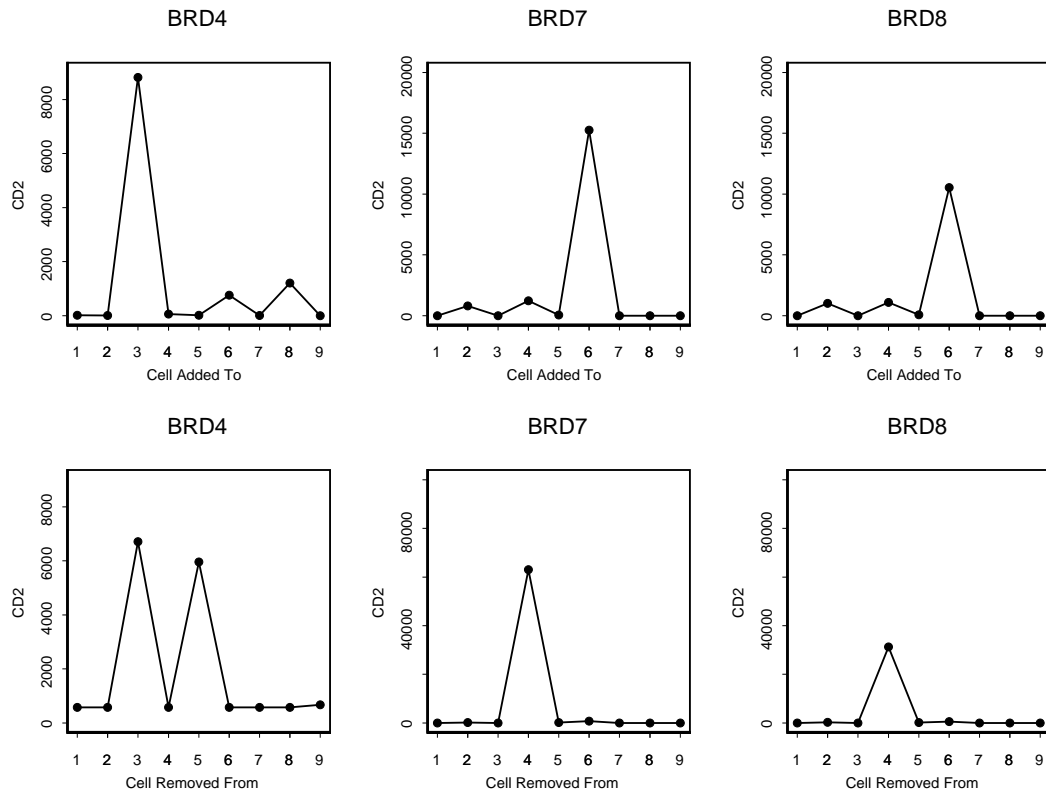 BRD4 BRD7 BRD8
CD2 0 2000 4000 6000 8000
CD2 0 5000 10000 15000 20000
CD2 0 5000 10000 15000 20000
1 2 3 4 5 6 7 8 9 1 2 3 4 5 6 7 8 9 1 2 3 4 5 6 7 8 9
Cell Added To Cell Added To Cell Added To
BRD4 BRD7 BRD8
CD2 0 2000 4000 6000 8000
CD2 0 40000 80000
CD2 0 40000 80000
1 2 3 4 5 6 7 8 9 1 2 3 4 5 6 7 8 9 1 2 3 4 5 6 7 8 9
Cell Removed From Cell Removed From Cell Removed From